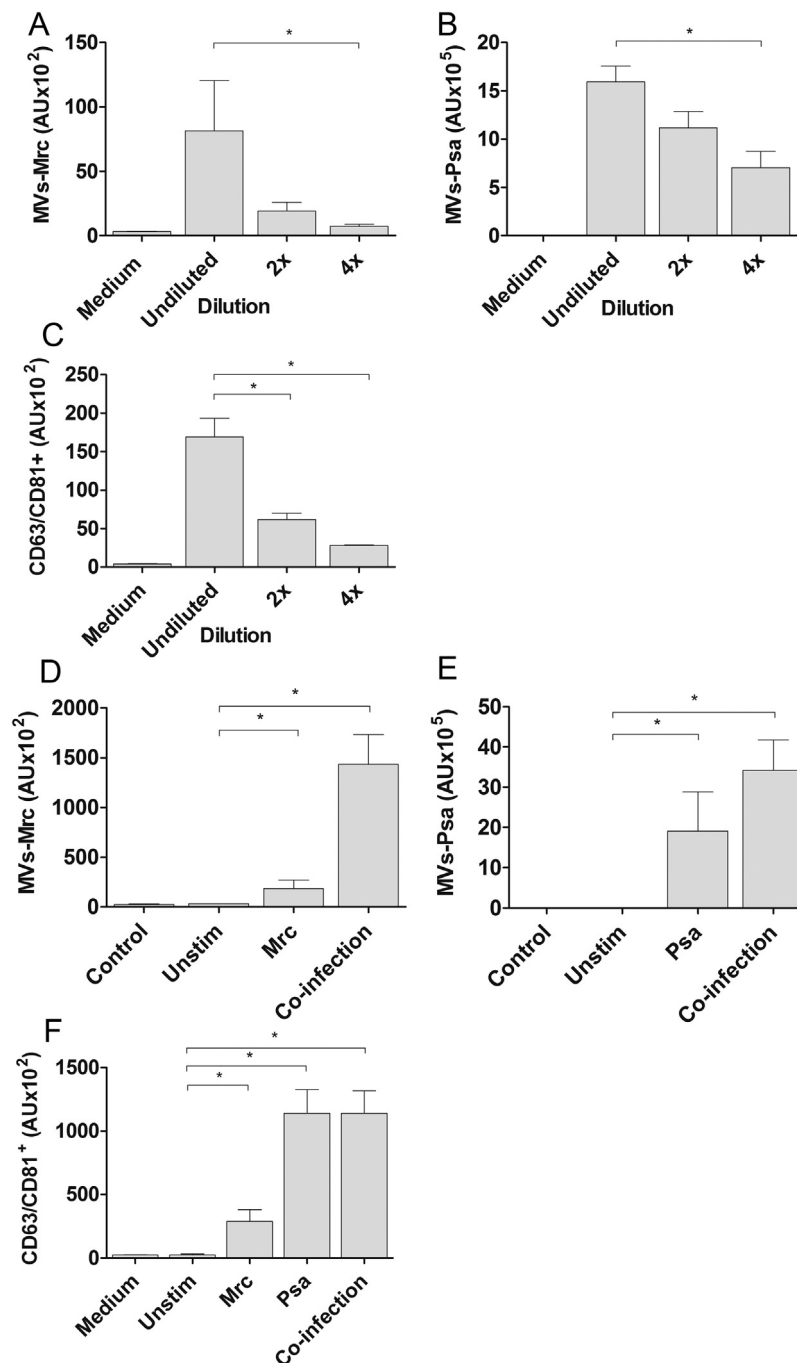 A
*
MVs-Mrc (AUx10²)
150
100
50
0
Medium
Undiluted
2x
4x
Dilution
B
*
MVs-Psa (AUx10⁵)
20
15
10
5
0
Medium
Undiluted
2x
4x
Dilution
C
*
*
CD63/CD81+ (AUx10²)
250
200
150
100
50
0
Medium
Undiluted
2x
4x
Dilution
D
*
*
MVs-Mrc (AUx10²)
2000
1500
1000
500
0
Control
Unstim
Mrc
Co-infection
E
*
*
MVs-Psa (AUx10⁵)
50
40
30
20
10
0
Control
Unstim
Psa
Co-infection
F
*
*
*
CD63/CD81⁺ (AUx10²)
1500
1000
500
0
Medium
Unstim
Mrc
Psa
Co-infection